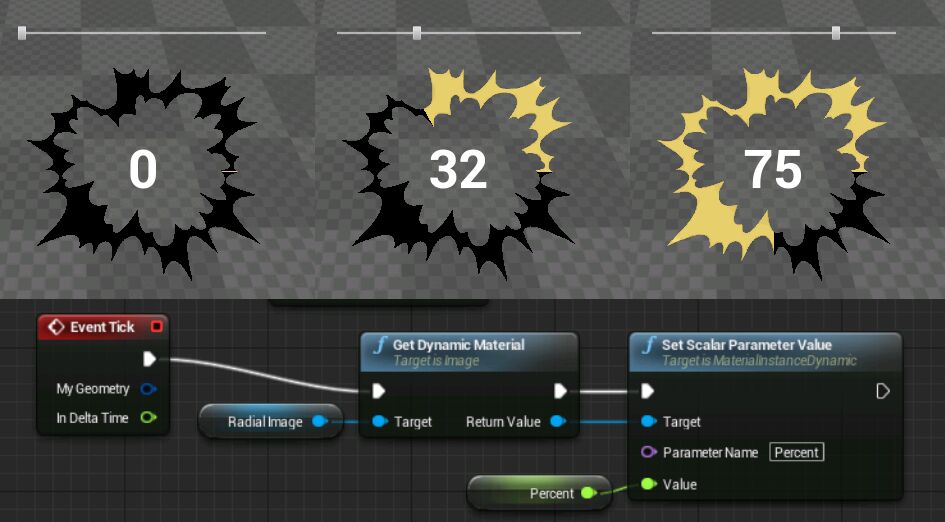 0
32
75
Event Tick
My Geometry
In Delta Time
Radial Image
Get Dynamic Material
Target is Image
Target
Return Value
Percent
Set Scalar Parameter Value
Target is MaterialInstanceDynamic
Target
Parameter Name Percent
Value